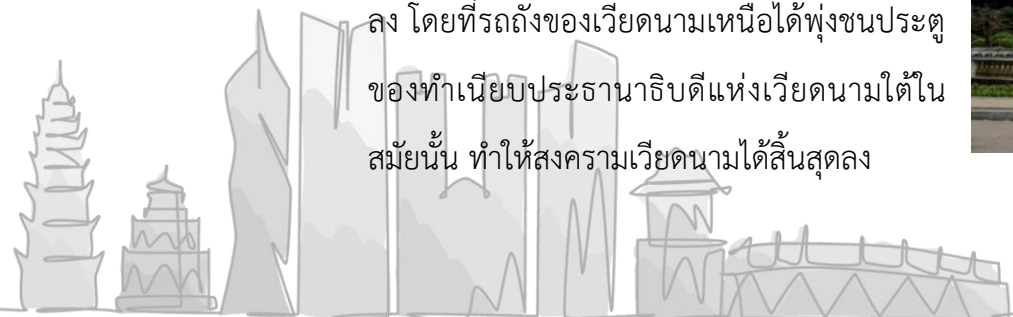 ลง โดยที่รถถังของเวียดนามเหนือได้พุ่งชนประตู
ของทำเนียบประธานาธิบดีแห่งเวียดนามใต้ใน
สมัยนั้น ทำให้สงครามเวียดนามได้สิ้นสุดลง